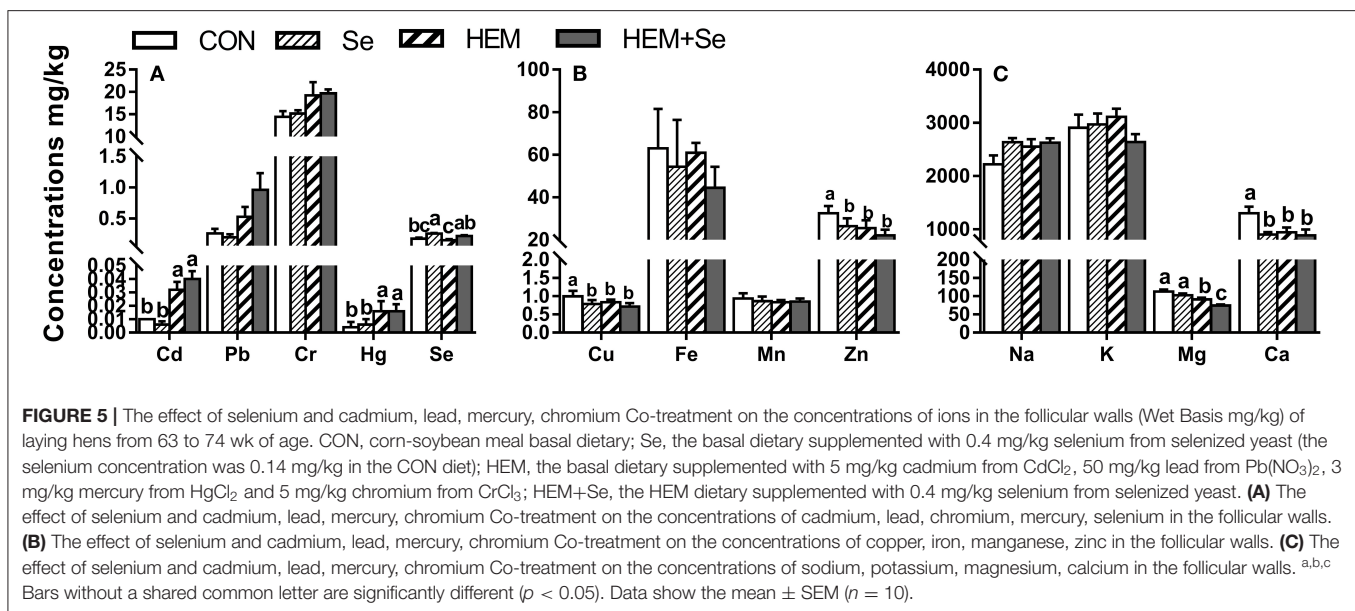 CON Se HEM HEM+Se
Concentrations mg/kg
A
25
20
15
10
1.5
1.0
0.5
0.05
0.04
0.03
0.02
0.01
0.00
b b a a
b b a a
bc a c ab
Cd Pb Cr Hg Se
B
100
80
60
40
20
2.0
1.5
1.0
0.5
0.0
a b b b
a b b b
Cu Fe Mn Zn
C
4000
3000
2000
1000
200
150
100
50
0
a a b c
a b b b
Na K Mg Ca
FIGURE 5 | The effect of selenium and cadmium, lead, mercury, chromium Co-treatment on the concentrations of ions in the follicular walls (Wet Basis mg/kg) of
laying hens from 63 to 74 wk of age. CON, corn-soybean meal basal dietary; Se, the basal dietary supplemented with 0.4 mg/kg selenium from selenized yeast (the
selenium concentration was 0.14 mg/kg in the CON diet); HEM, the basal dietary supplemented with 5 mg/kg cadmium from CdCl2, 50 mg/kg lead from Pb(NO3)2, 3
mg/kg mercury from HgCl2 and 5 mg/kg chromium from CrCl3; HEM+Se, the HEM dietary supplemented with 0.4 mg/kg selenium from selenized yeast. (A) The
effect of selenium and cadmium, lead, mercury, chromium Co-treatment on the concentrations of cadmium, lead, chromium, mercury, selenium in the follicular walls.
(B) The effect of selenium and cadmium, lead, mercury, chromium Co-treatment on the concentrations of copper, iron, manganese, zinc in the follicular walls. (C) The
effect of selenium and cadmium, lead, mercury, chromium Co-treatment on the concentrations of sodium, potassium, magnesium, calcium in the follicular walls. a,b,c
Bars without a shared common letter are significantly different (p < 0.05). Data show the mean ± SEM (n = 10).